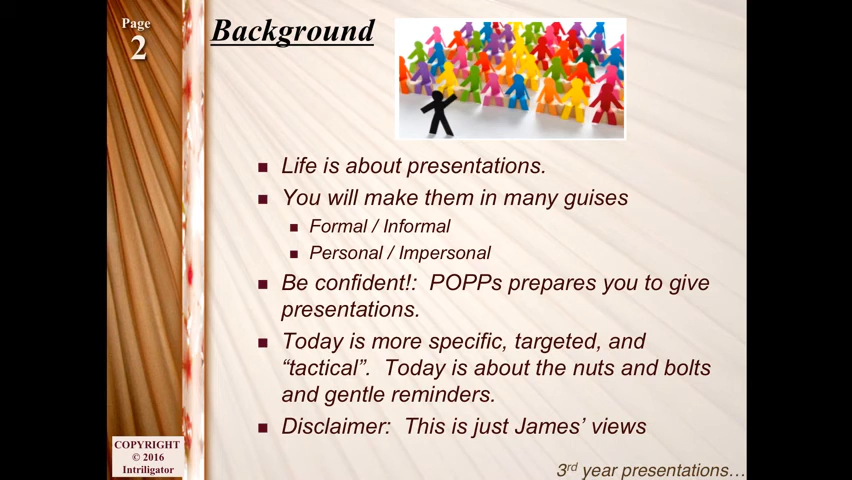 Page
2
Background
Life is about presentations.
You will make them in many guises
Formal / Informal
Personal / Impersonal
Be confident!: POPPs prepares you to give
presentations.
Today is more specific, targeted, and
“tactical”. Today is about the nuts and bolts
and gentle reminders.
Disclaimer: This is just James’ views
COPYRIGHT
© 2016
Intriligator
3rd year presentations…